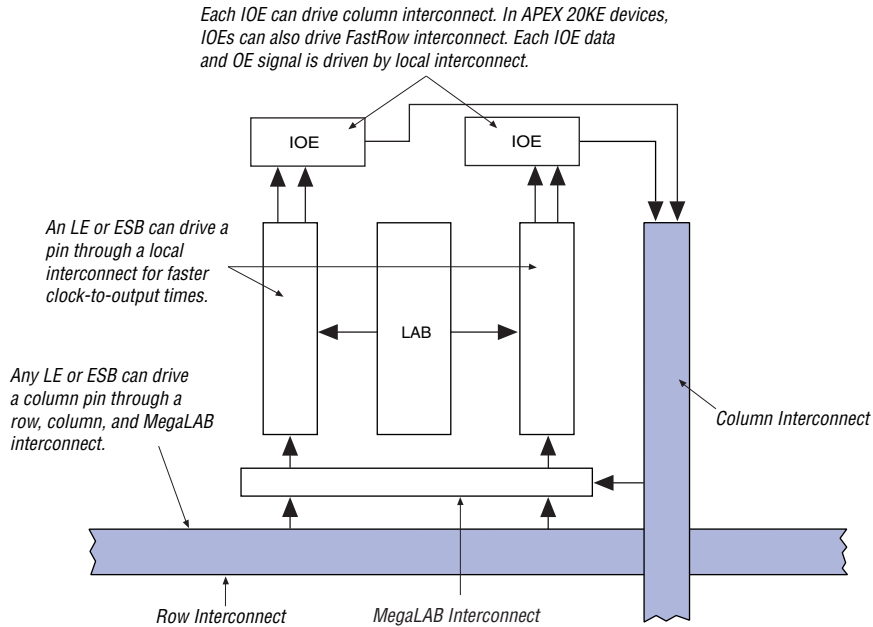 Each IOE can drive column interconnect. In APEX 20KE devices,
IOEs can also drive FastRow interconnect. Each IOE data
and OE signal is driven by local interconnect.
IOE
IOE
An LE or ESB can drive a
pin through a local
interconnect for faster
clock-to-output times.
LAB
Any LE or ESB can drive
a column pin through a
row, column, and MegaLAB
interconnect.
Column Interconnect
Row Interconnect
MegaLAB Interconnect